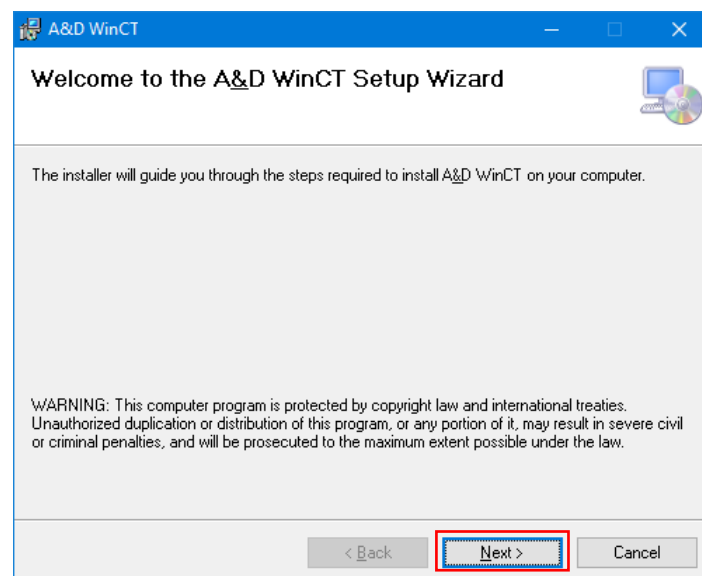 A&D WinCT
Welcome to the A&D WinCT Setup Wizard
The installer will guide you through the steps required to install A&D WinCT on your computer.
WARNING: This computer program is protected by copyright law and international treaties.
Unauthorized duplication or distribution of this program, or any portion of it, may result in severe civil
or criminal penalties, and will be prosecuted to the maximum extent possible under the law.
< Back Next > Cancel